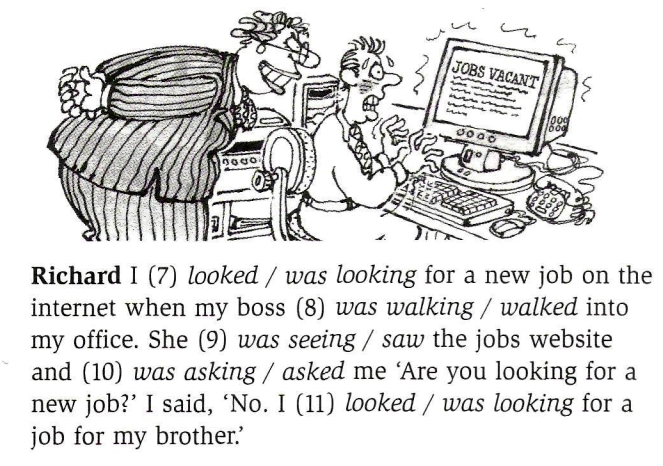 JOBS VACANT
Richard I (7) looked / was looking for a new job on the
internet when my boss (8) was walking / walked into
my office. She (9) was seeing / saw the jobs website
and (10) was asking / asked me ‘Are you looking for a
new job?’ I said, ‘No. I (11) looked / was looking for a
job for my brother.’